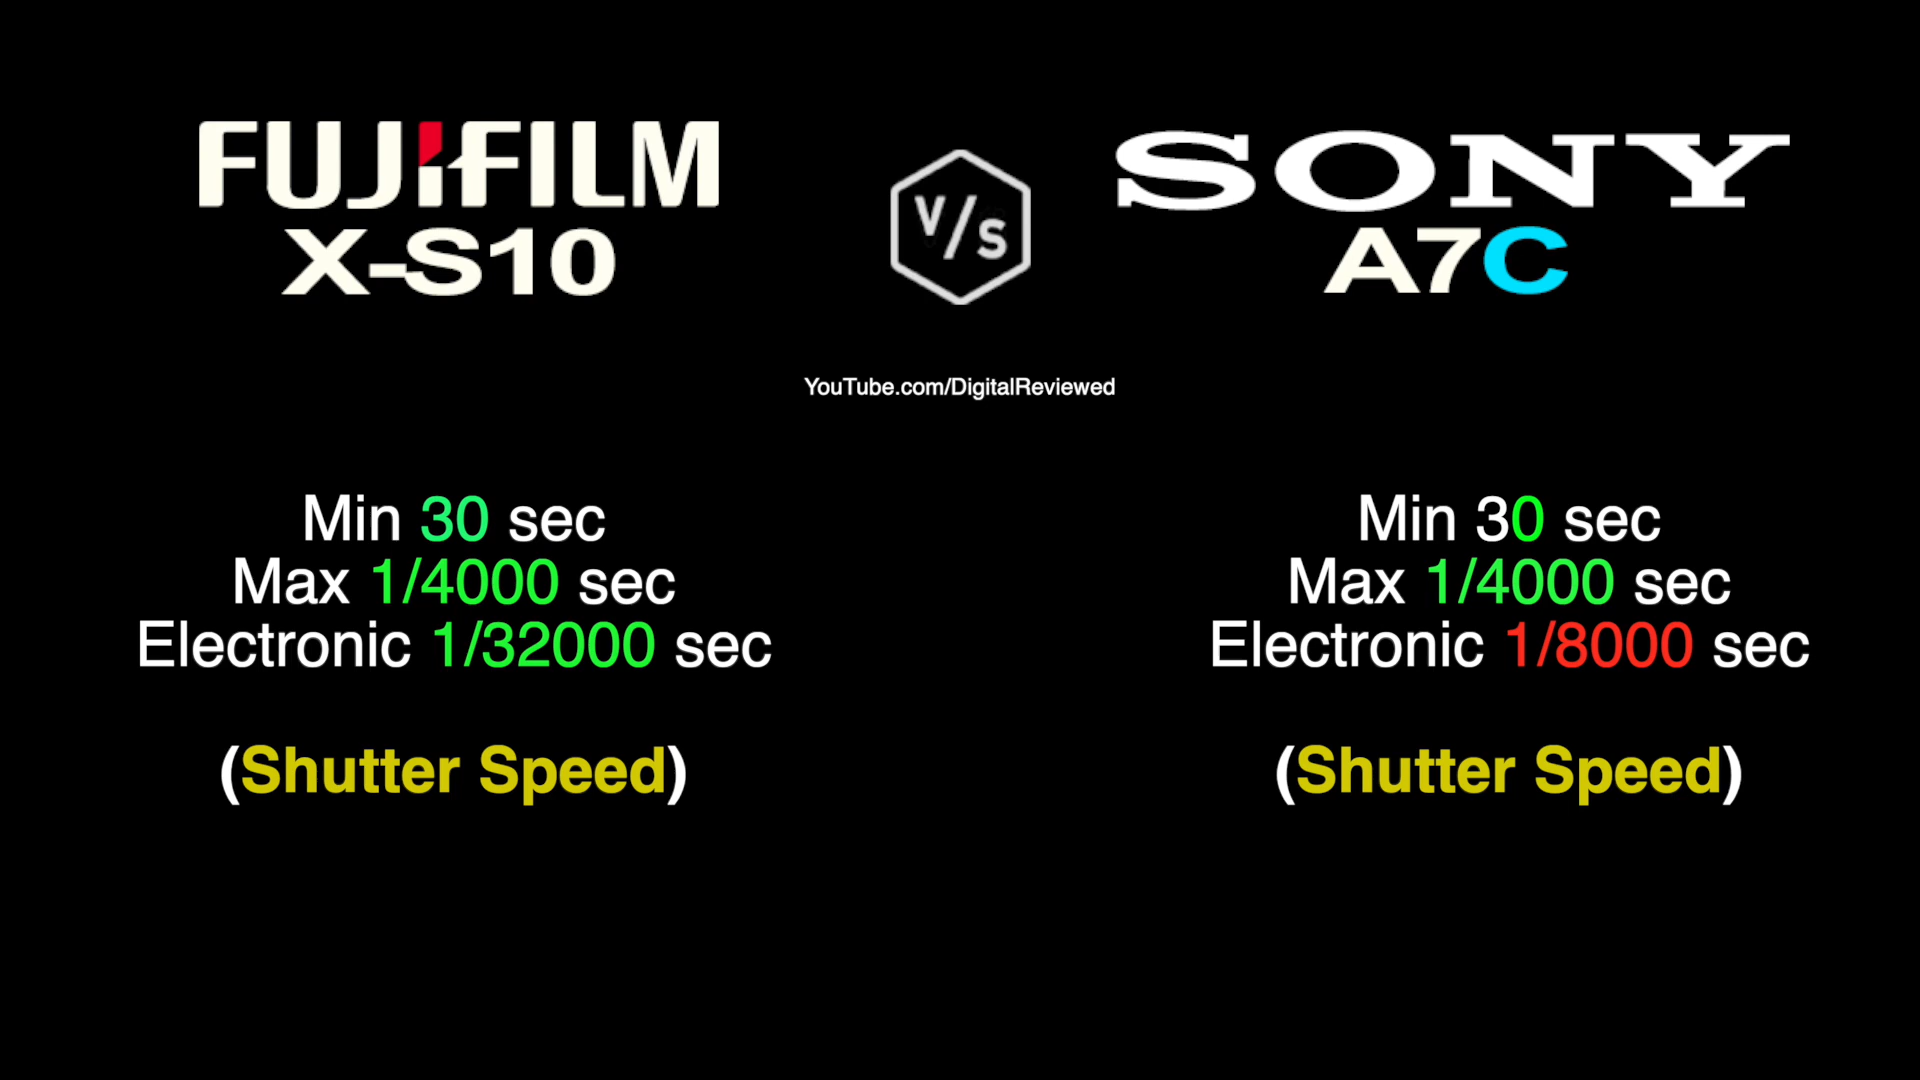 FUJIFILM
X-S10
V/S
SONY
A7C
YouTube.com/DigitalReviewed
Min 30 sec
Max 1/4000 sec
Electronic 1/32000 sec
(Shutter Speed)
Min 30 sec
Max 1/4000 sec
Electronic 1/8000 sec
(Shutter Speed)